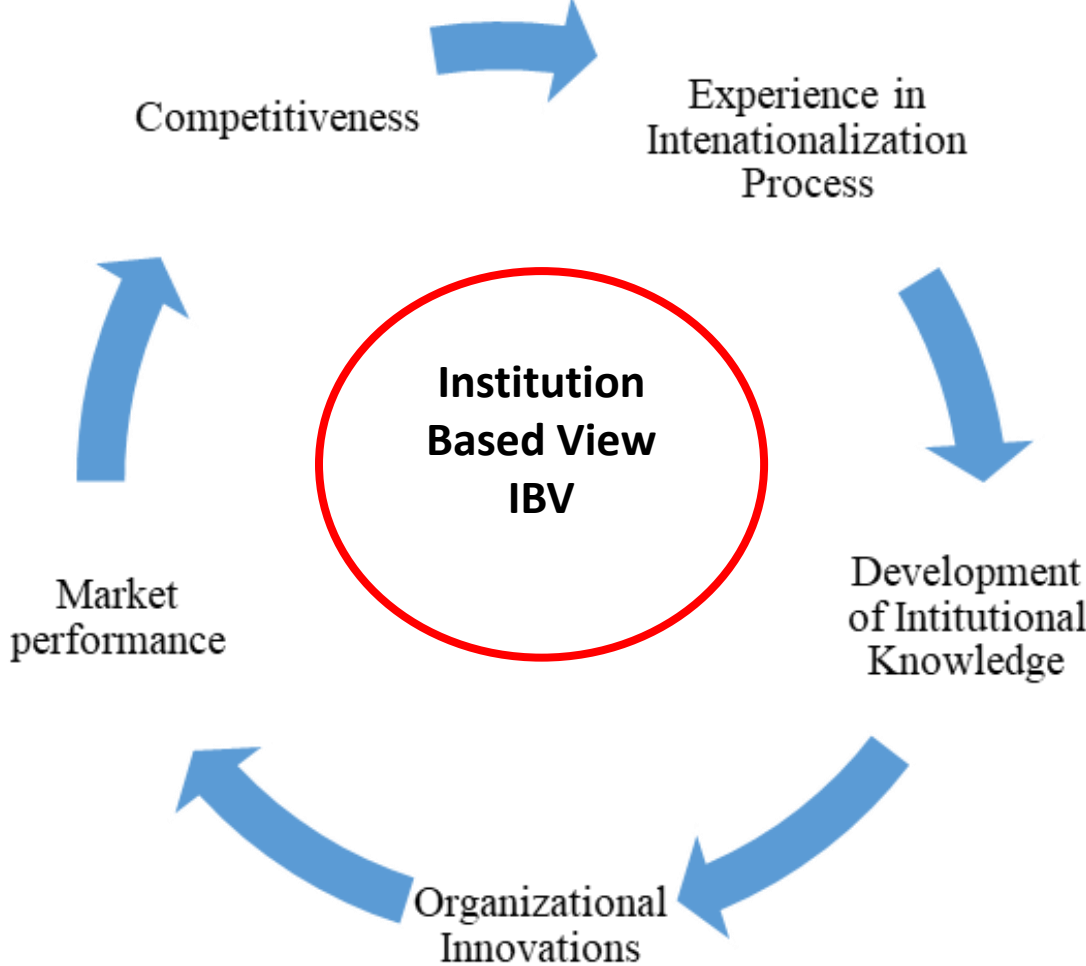 Competitiveness
Experience in
Intenationalization
Process
Institution
Based View
IBV
Development
of Intitutional
Knowledge
Market
performance
Organizational
Innovations